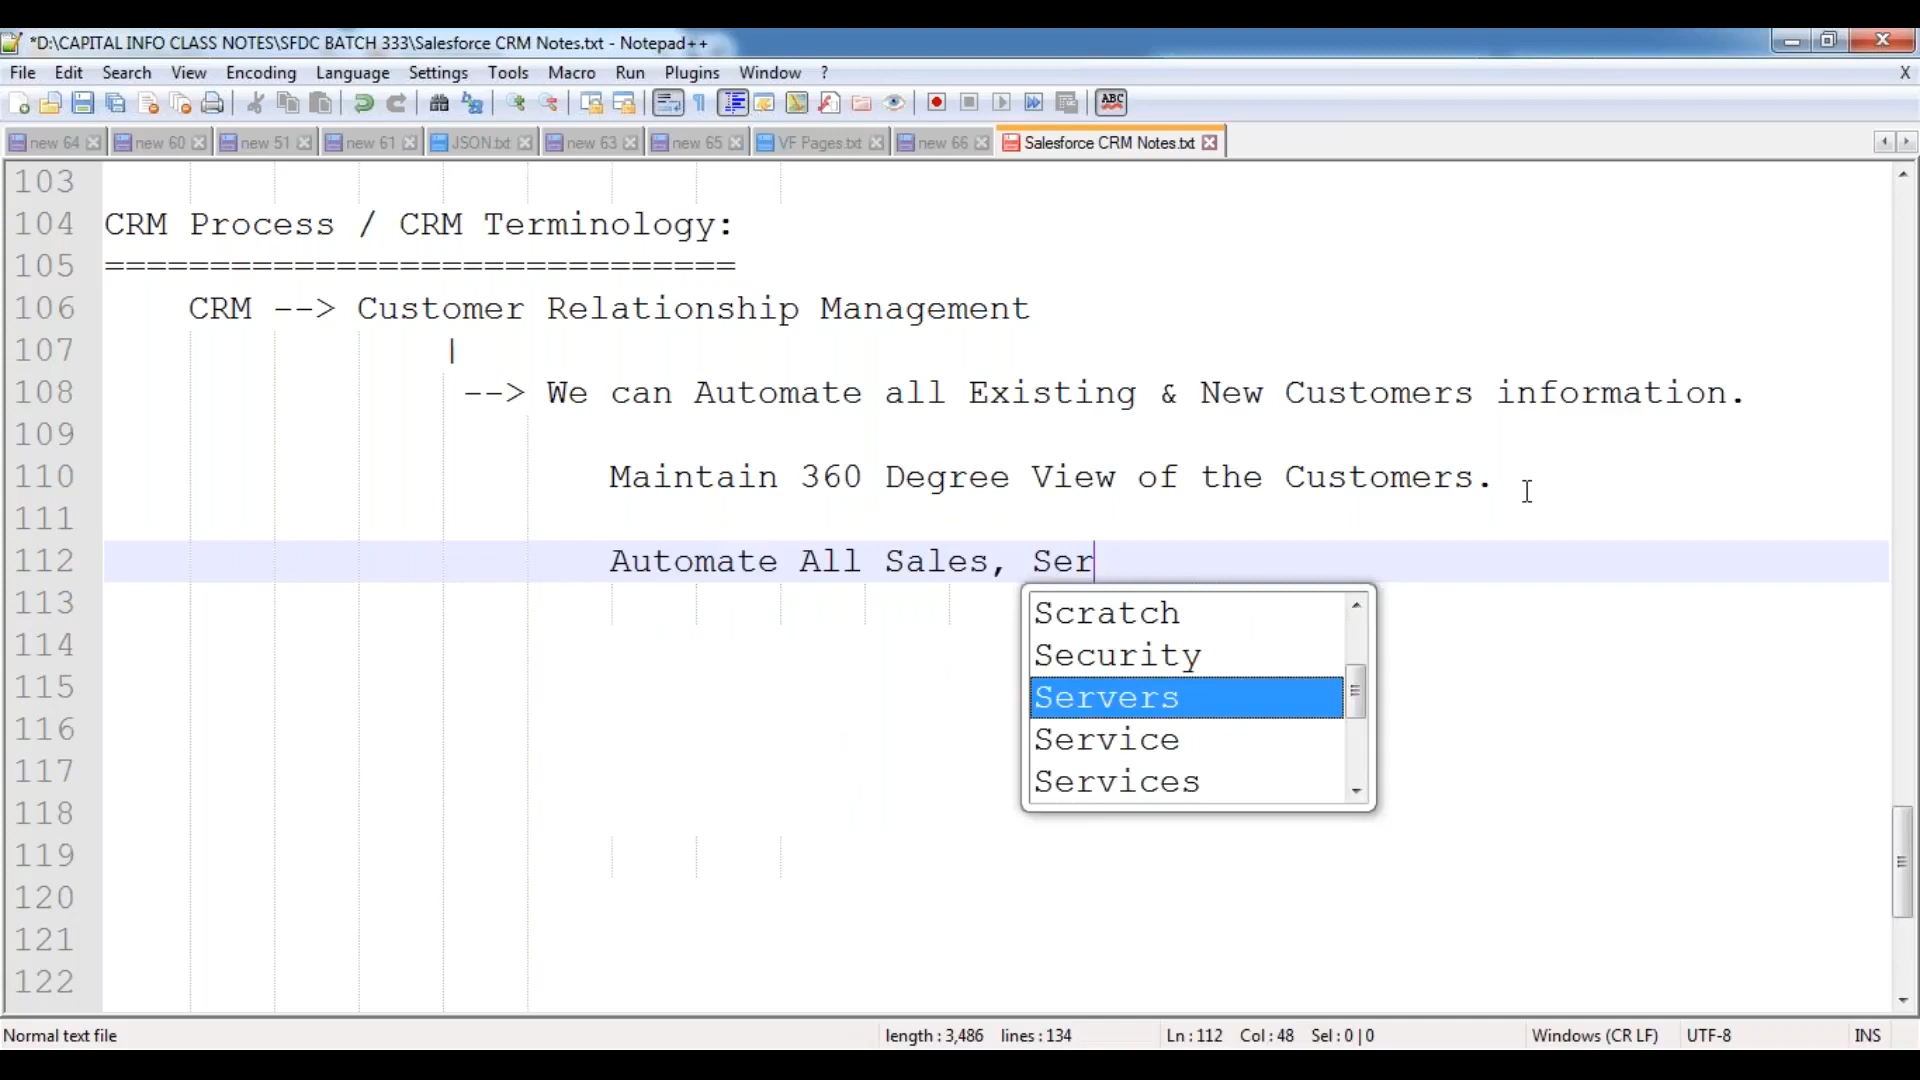 *D:\CAPITAL INFO CLASS NOTES\SFDC BATCH 333\Salesforce CRM Notes.txt - Notepad++
File Edit Search View Encoding Language Settings Tools Macro Run Plugins Window ? X
ABC
new 64 new 60 new 51 new 61 JSON.txt new 63 new 65 VF Pages.txt new 66 Salesforce CRM Notes.txt
103
104 CRM Process / CRM Terminology:
105 ==============================
106 CRM --> Customer Relationship Management
107 |
108 --> We can Automate all Existing & New Customers information.
109
110 Maintain 360 Degree View of the Customers.
111
112 Automate All Sales, Ser
113 Scratch
114 Security
115 Servers
116 Service
117 Services
118
119
120
121
122
Normal text file length : 3,486 lines : 134 Ln : 112 Col : 48 Sel : 0 | 0 Windows (CR LF) UTF-8 INS